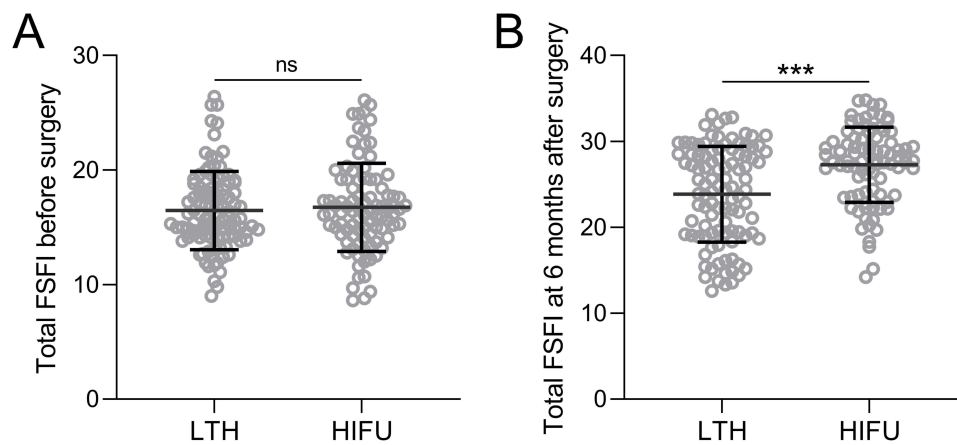 A
Total FSFI before surgery
30
20
10
0
ns
LTH
HIFU
B
Total FSFI at 6 months after surgery
40
30
20
10
0
***
LTH
HIFU